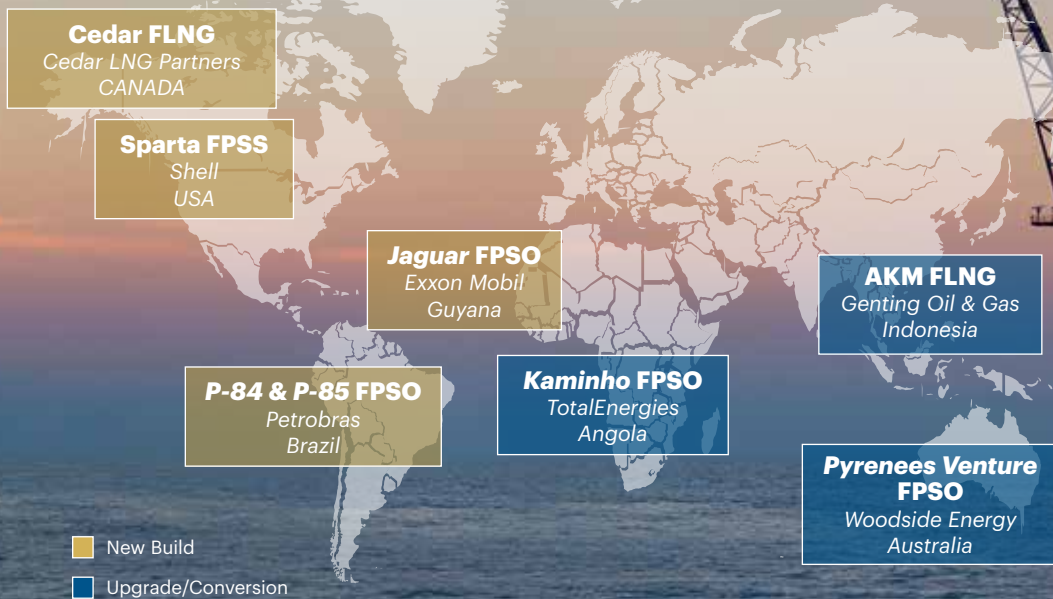 Cedar FLNG
Cedar LNG Partners
CANADA
Sparta FPSS
Shell
USA
Jaguar FPSO
Exxon Mobil
Guyana
AKM FLNG
Genting Oil & Gas
Indonesia
P-84 & P-85 FPSO
Petrobras
Brazil
Kaminho FPSO
TotalEnergies
Angola
Pyrenees Venture
FPSO
Woodside Energy
Australia
New Build
Upgrade/Conversion